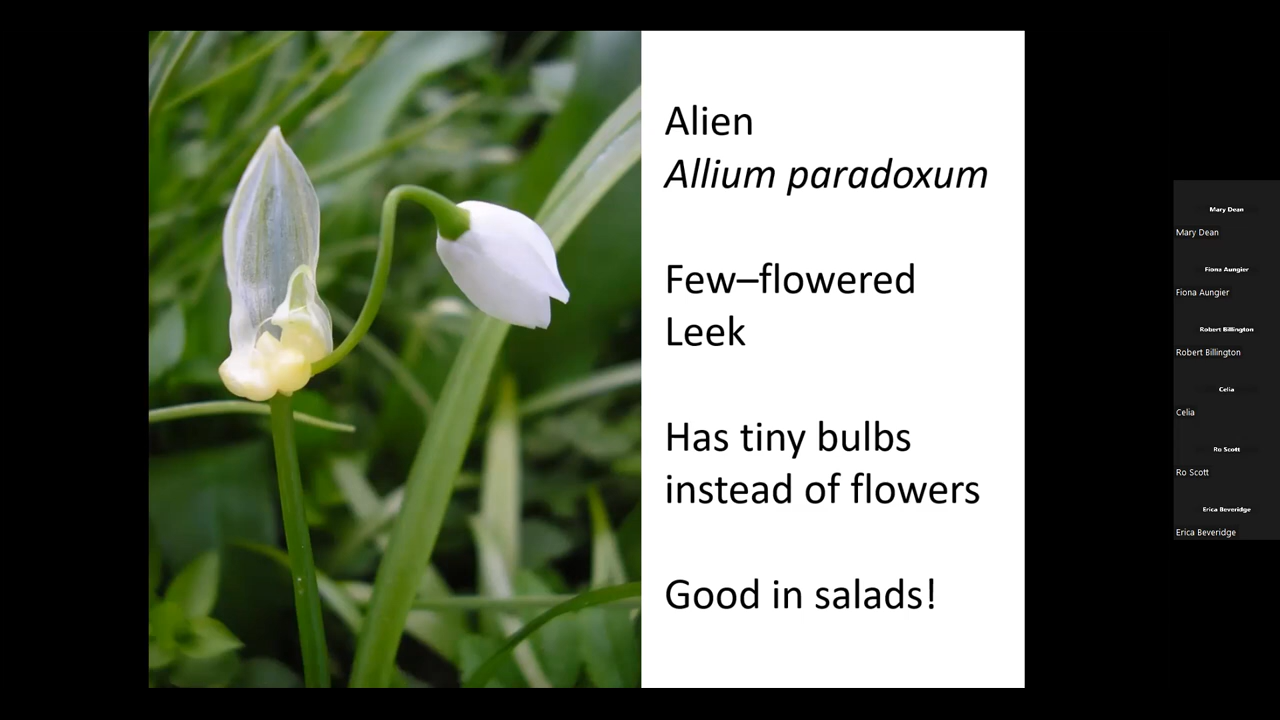 Alien
Allium paradoxum
Few–flowered
Leek
Has tiny bulbs
instead of flowers
Good in salads!
Mary Dean
Mary Dean
Fiona Aungier
Fiona Aungier
Robert Billington
Robert Billington
Celia
Celia
Ro Scott
Ro Scott
Erica Beveridge
Erica Beveridge